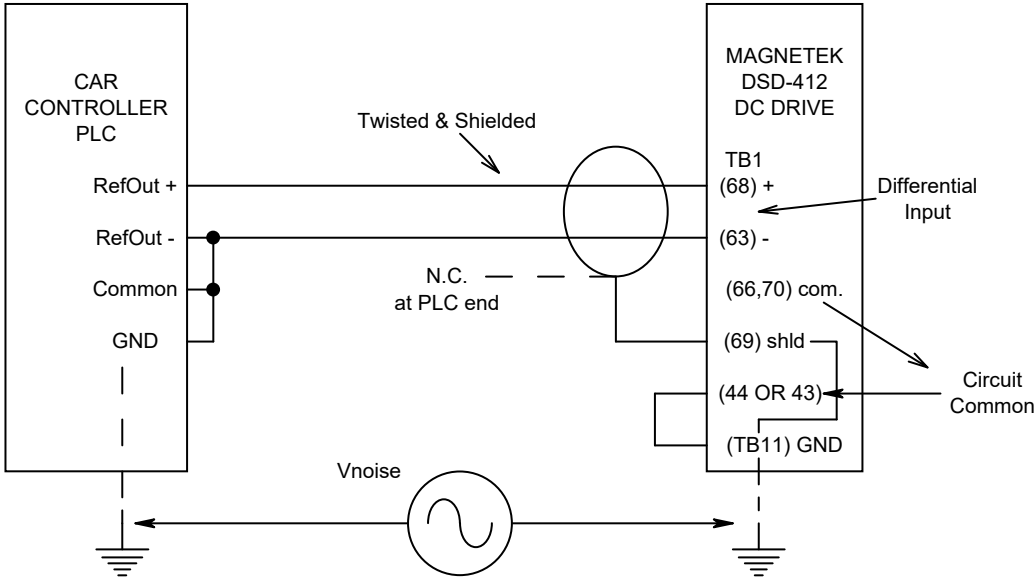 CAR
CONTROLLER
PLC
RefOut +
RefOut -
Common
GND
Twisted & Shielded
N.C.
at PLC end
MAGNETEK
DSD-412
DC DRIVE
TB1
(68) +
(63) -
(66,70) com.
(69) shld
(44 OR 43)
(TB11) GND
Differential
Input
Circuit
Common
Vnoise